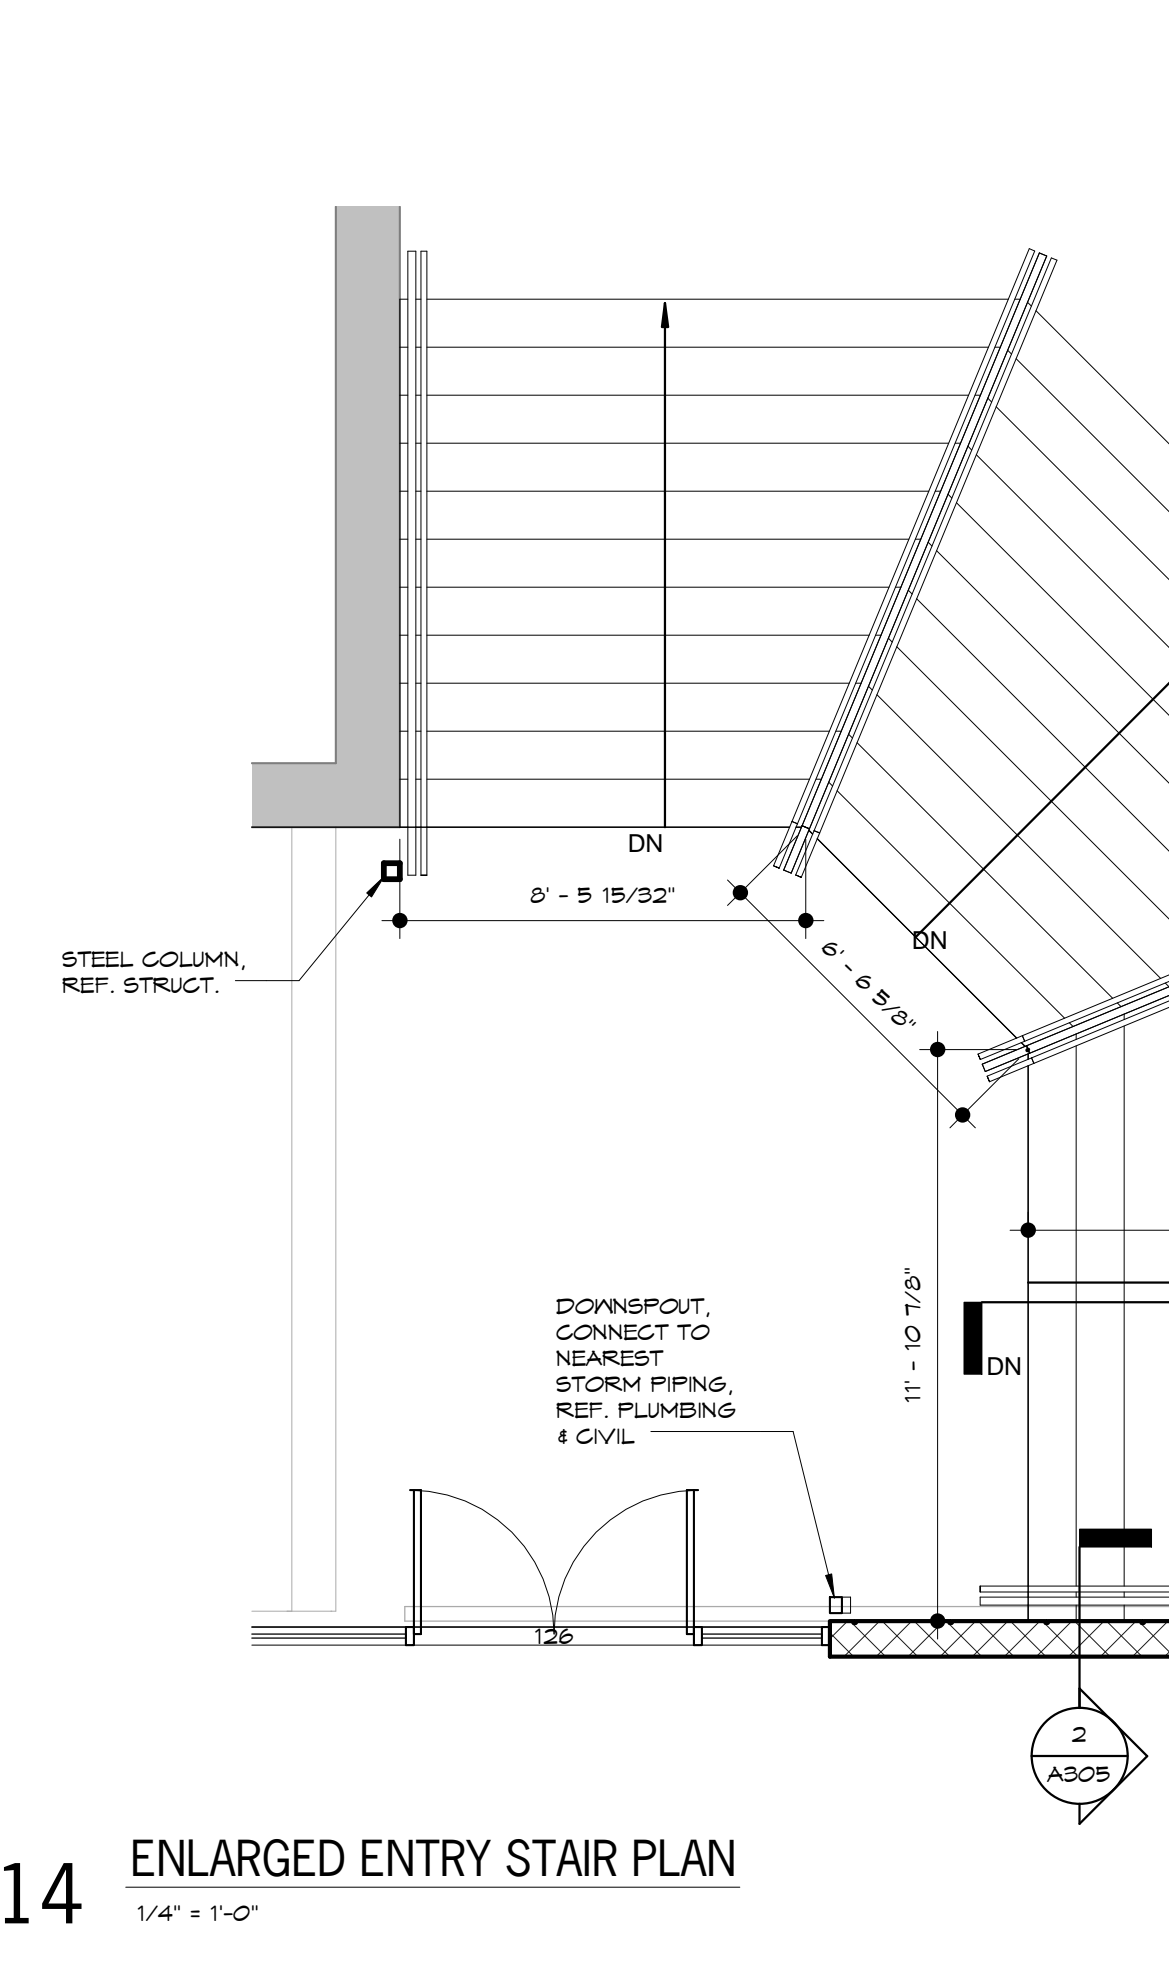 DN
8' - 5 15/32"
DN
6' - 6 5/8"
STEEL COLUMN,
REF. STRUCT.
11' - 10 7/8"
DOWNSPOUT,
CONNECT TO
NEAREST
STORM PIPING,
REF. PLUMBING
& CIVIL
DN
126
2
A305
14
ENLARGED ENTRY STAIR PLAN
1/4" = 1'-0"